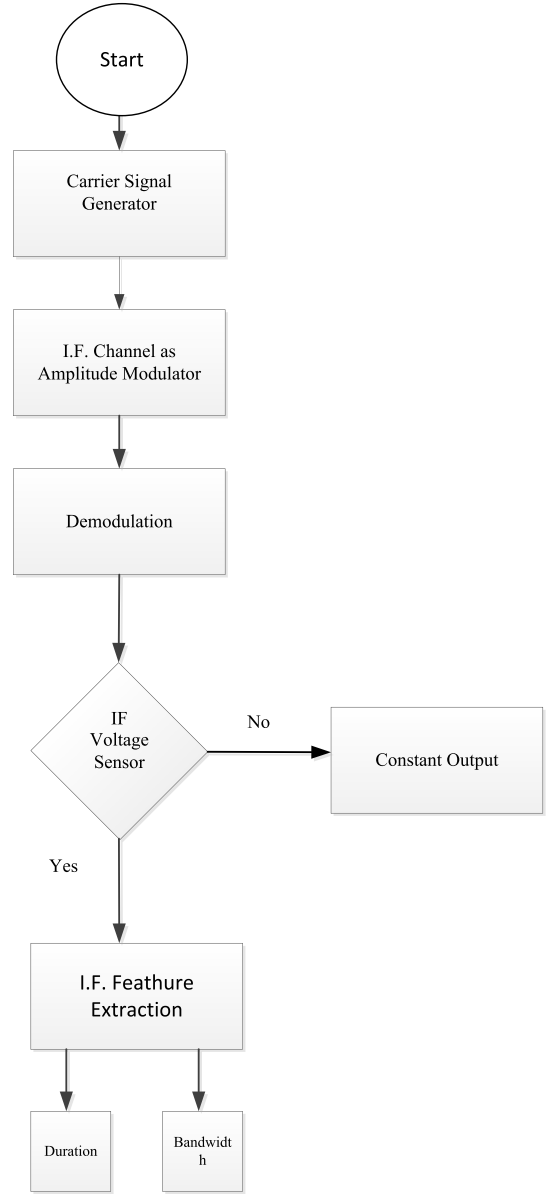 Start
Carrier Signal
Generator
I.F. Channel as
Amplitude Modulator
Demodulation
IF
Voltage
Sensor
No
Constant Output
Yes
I.F. Feathure
Extraction
Duration
Bandwidt
h